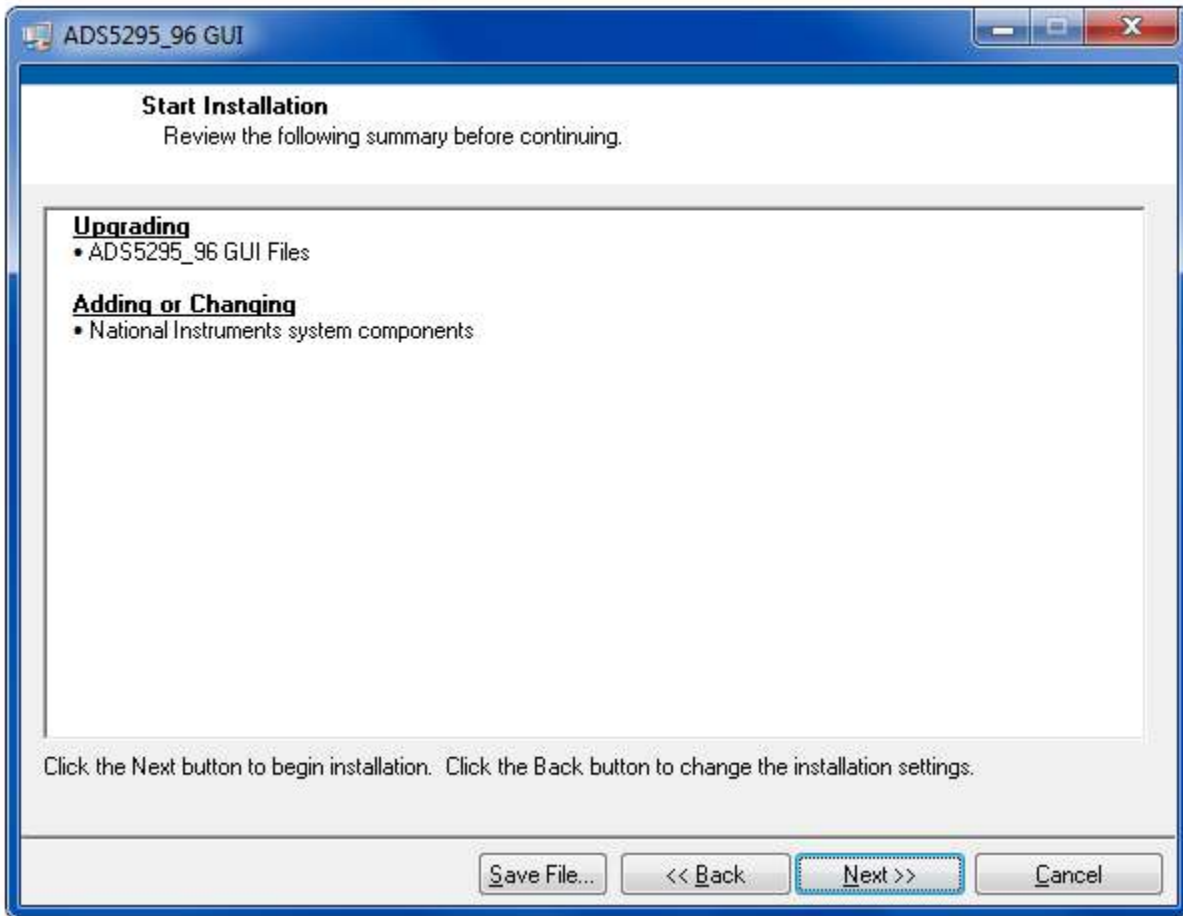 ADS5295_96 GUI
Start Installation
Review the following summary before continuing.
Upgrading
• ADS5295_96 GUI Files
Adding or Changing
• National Instruments system components
Click the Next button to begin installation.  Click the Back button to change the installation settings.
Save File...
<< Back
Next >>
Cancel